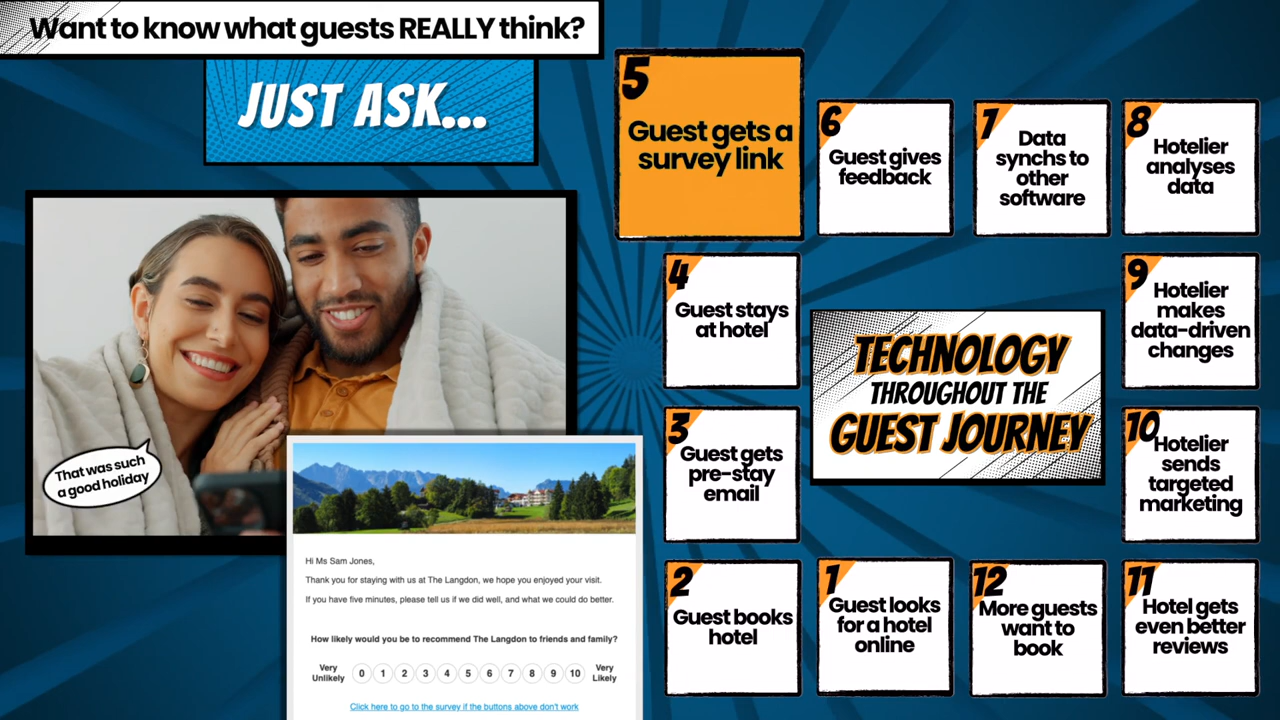 Want to know what guests REALLY think?
JUST ASK...
That was such
a good holiday
Hi Ms Sam Jones,
Thank you for staying with us at The Langdon, we hope you enjoyed your visit.
If you have five minutes, please tell us if we did well, and what we could do better.
How likely would you be to recommend The Langdon to friends and family?
Very
Unlikely
0 1 2 3 4 5 6 7 8 9 10
Very
Likely
Click here to go to the survey if the buttons above don't work
5
Guest gets a
survey link
6
Guest gives
feedback
7
Data
synchs to
other
software
8
Hotelier
analyses
data
4
Guest stays
at hotel
TECHNOLOGY
THROUGHOUT THE
GUEST JOURNEY
9
Hotelier
makes
data-driven
changes
3
Guest gets
pre-stay
email
10
Hotelier
sends
targeted
marketing
2
Guest books
hotel
1
Guest looks
for a hotel
online
12
More guests
want to
book
11
Hotel gets
even better
reviews